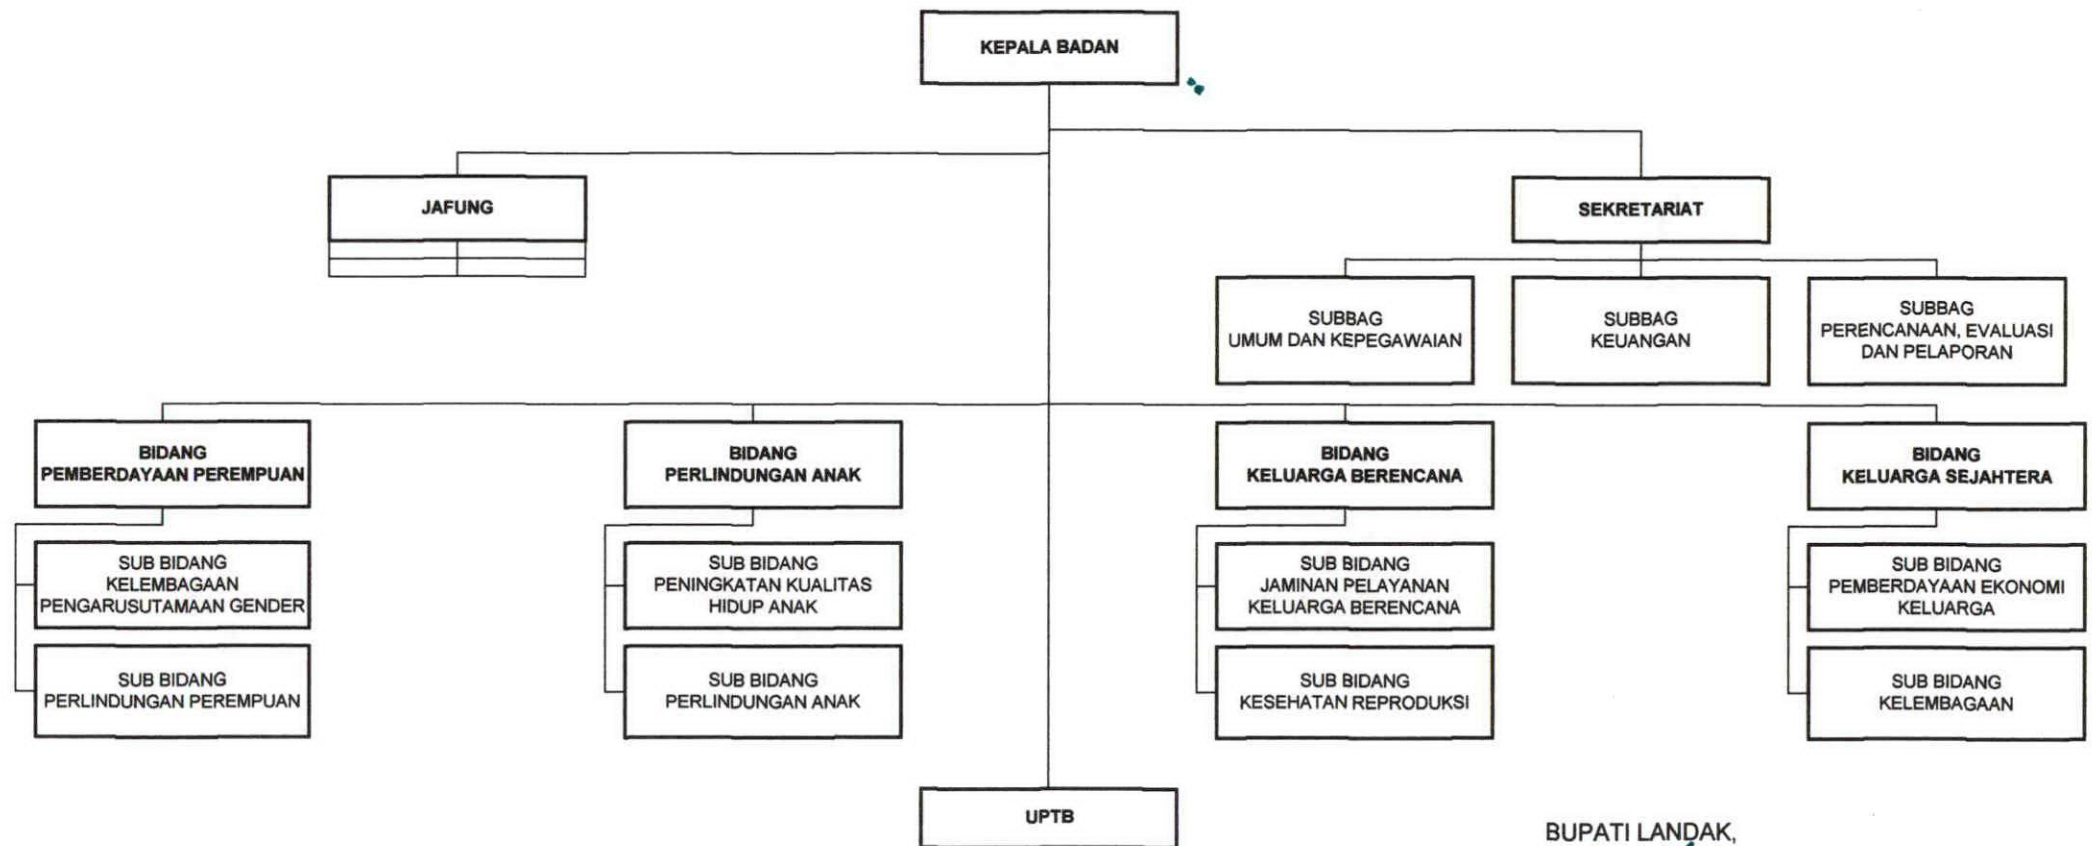 KEPALA BADAN
JAFUNG
SEKRETARIAT
SUBBAG
UMUM DAN KEPEGAWAIAN
SUBBAG
KEUANGAN
SUBBAG
PERENCANAAN, EVALUASI
DAN PELAPORAN
BIDANG
PEMBERDAYAAN PEREMPUAN
BIDANG
PERLINDUNGAN ANAK
BIDANG
KELUARGA BERENCANA
BIDANG
KELUARGA SEJAHTERA
SUB BIDANG
KELEMBAGAAN
PENGARUSUTAMAAN GENDER
SUB BIDANG
PENINGKATAN KUALITAS
HIDUP ANAK
SUB BIDANG
JAMINAN PELAYANAN
KELUARGA BERENCANA
SUB BIDANG
PEMBERDAYAAN EKONOMI
KELUARGA
SUB BIDANG
PERLINDUNGAN PEREMPUAN
SUB BIDANG
PERLINDUNGAN ANAK
SUB BIDANG
KESEHATAN REPRODUKSI
SUB BIDANG
KELEMBAGAAN
UPTB
BUPATI LANDAK,